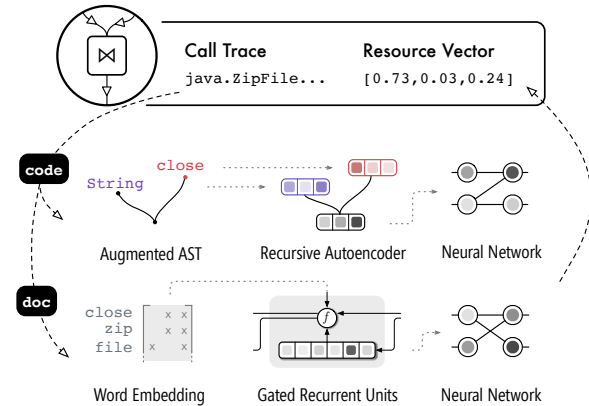 Call Trace Resource Vector
java.ZipFile... [0.73,0.03,0.24]
⋈
code
close
String
Augmented AST Recursive Autoencoder Neural Network
doc
close x x
zip x x
file x x
f
Word Embedding Gated Recurrent Units Neural Network